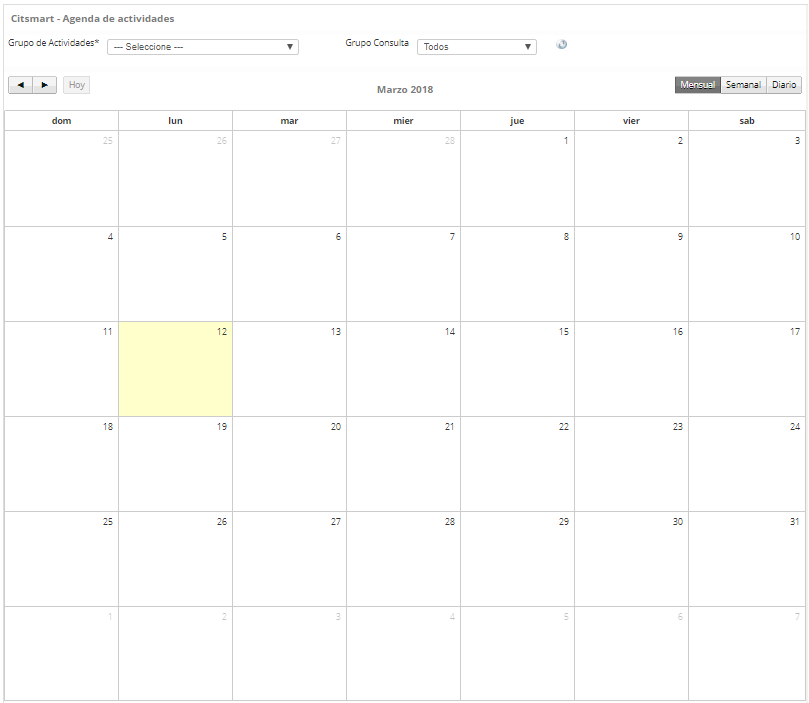 Citsmart - Agenda de actividades
Grupo de Actividades* --- Seleccione --- Grupo Consulta Todos
Hoy Marzo 2018 Mensual Semanal Diario
dom lun mar mier jue vier sab
25 26 27 28 1 2 3
4 5 6 7 8 9 10
11 12 13 14 15 16 17
18 19 20 21 22 23 24
25 26 27 28 29 30 31
1 2 3 4 5 6 7